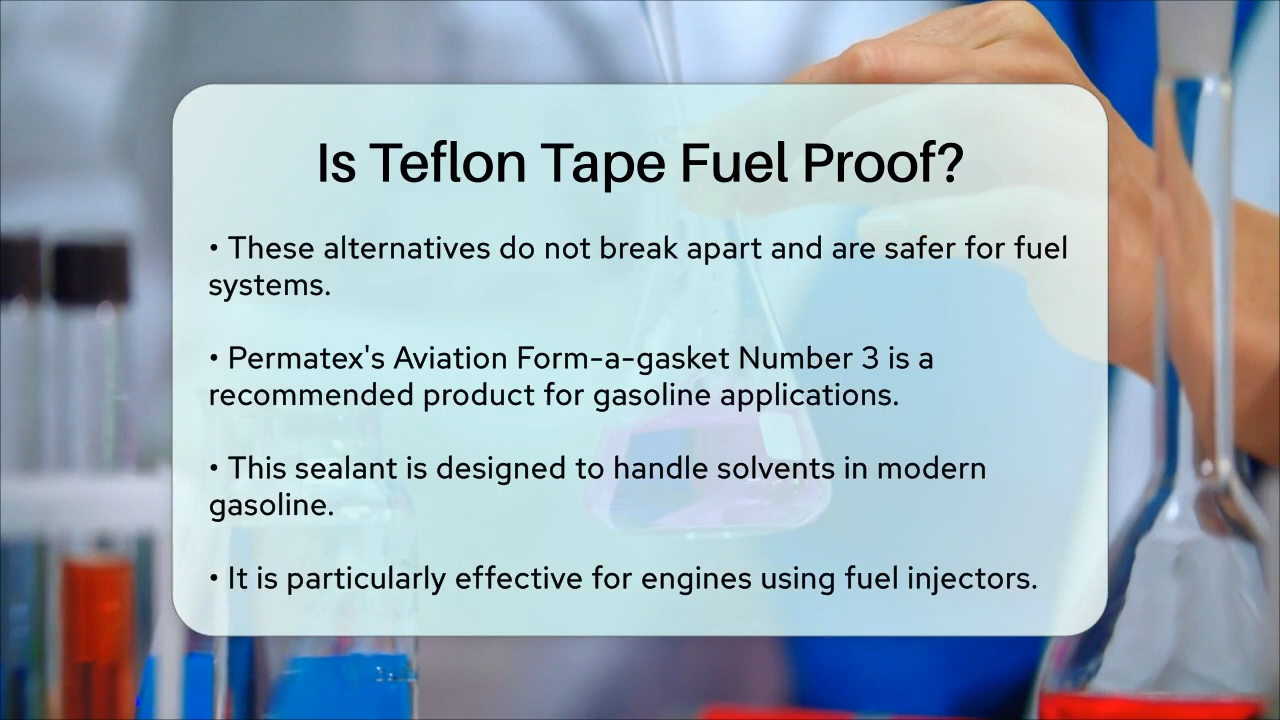 Is Teflon Tape Fuel Proof?
• These alternatives do not break apart and are safer for fuel
systems.
• Permatex's Aviation Form-a-gasket Number 3 is a
recommended product for gasoline applications.
• This sealant is designed to handle solvents in modern
gasoline.
• It is particularly effective for engines using fuel injectors.